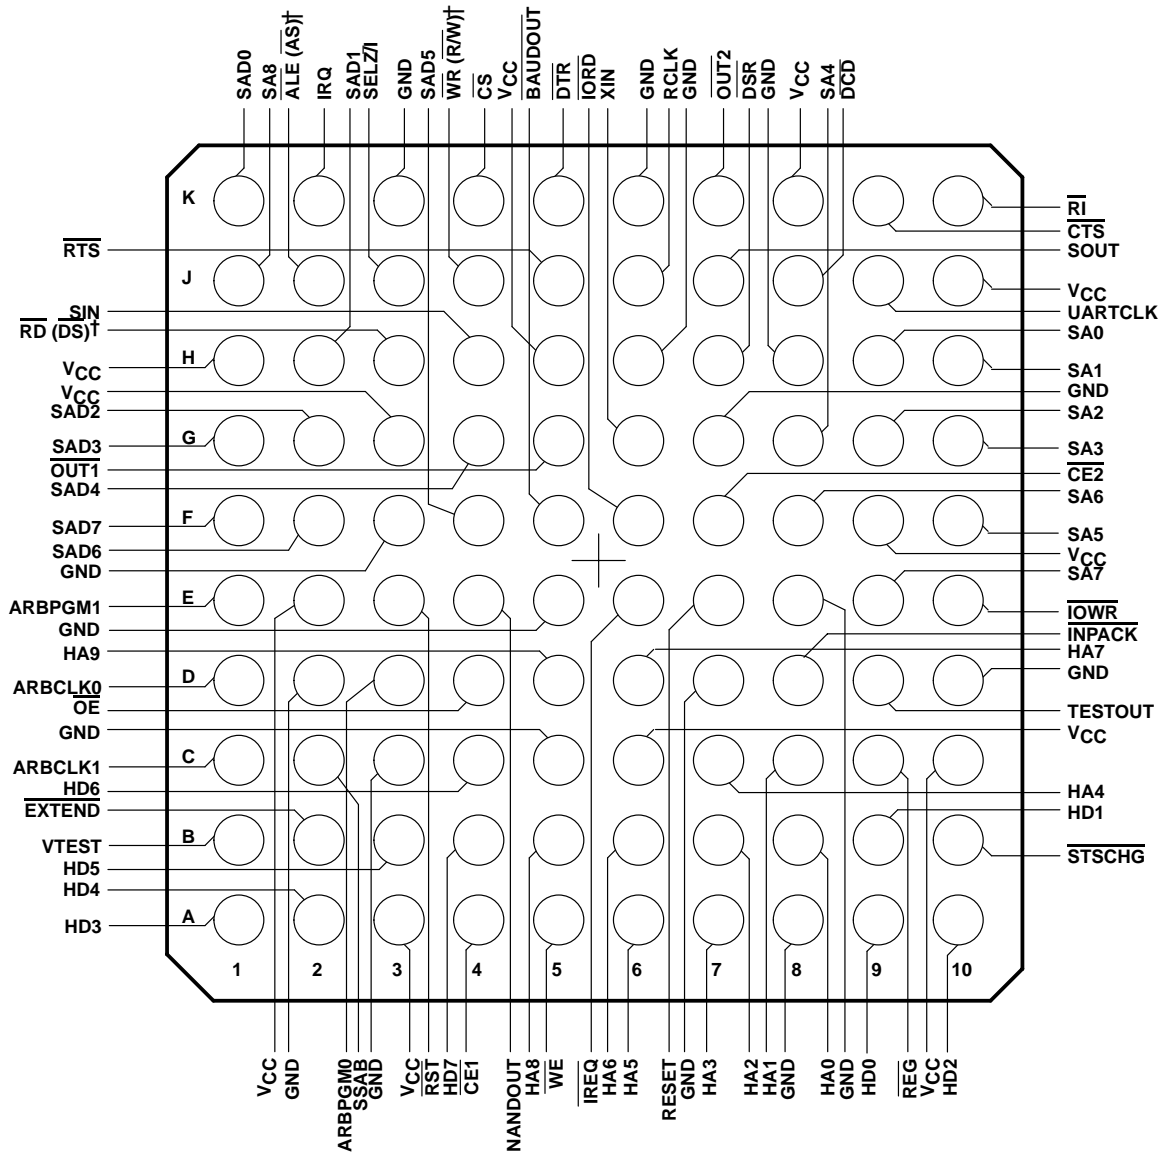 SAD0
SA8
ALE (AS)†
IRQ
SAD1
SELZ/I
GND
SAD5
WR (R/W)†
CS
VCC
BAUDOUT
DTR
IORD
XIN
GND
RCLK
GND
OUT2
DSR
GND
VCC
SA4
DCD
RTS
SIN
RD (DS)†
VCC
VCC
SAD2
SAD3
OUT1
SAD4
SAD7
SAD6
GND
ARBPGM1
GND
HA9
ARBCLK0
OE
GND
ARBCLK1
HD6
EXTEND
VTEST
HD5
HD4
HD3
K
J
H
G
F
E
D
C
B
A
1 2 3 4 5 6 7 8 9 10
RI
CTS
SOUT
VCC
UARTCLK
SA0
SA1
GND
SA2
SA3
CE2
SA6
SA5
VCC
SA7
IOWR
INPACK
HA7
GND
TESTOUT
VCC
HA4
HD1
STSCHG
VCC
GND
ARBPGM0
SSAB
GND
VCC
RST
HD7
CE1
NANDOUT
HA8
WE
IREQ
HA6
HA5
RESET
GND
HA3
HA2
HA1
GND
HA0
GND
HD0
REG
VCC
HD2